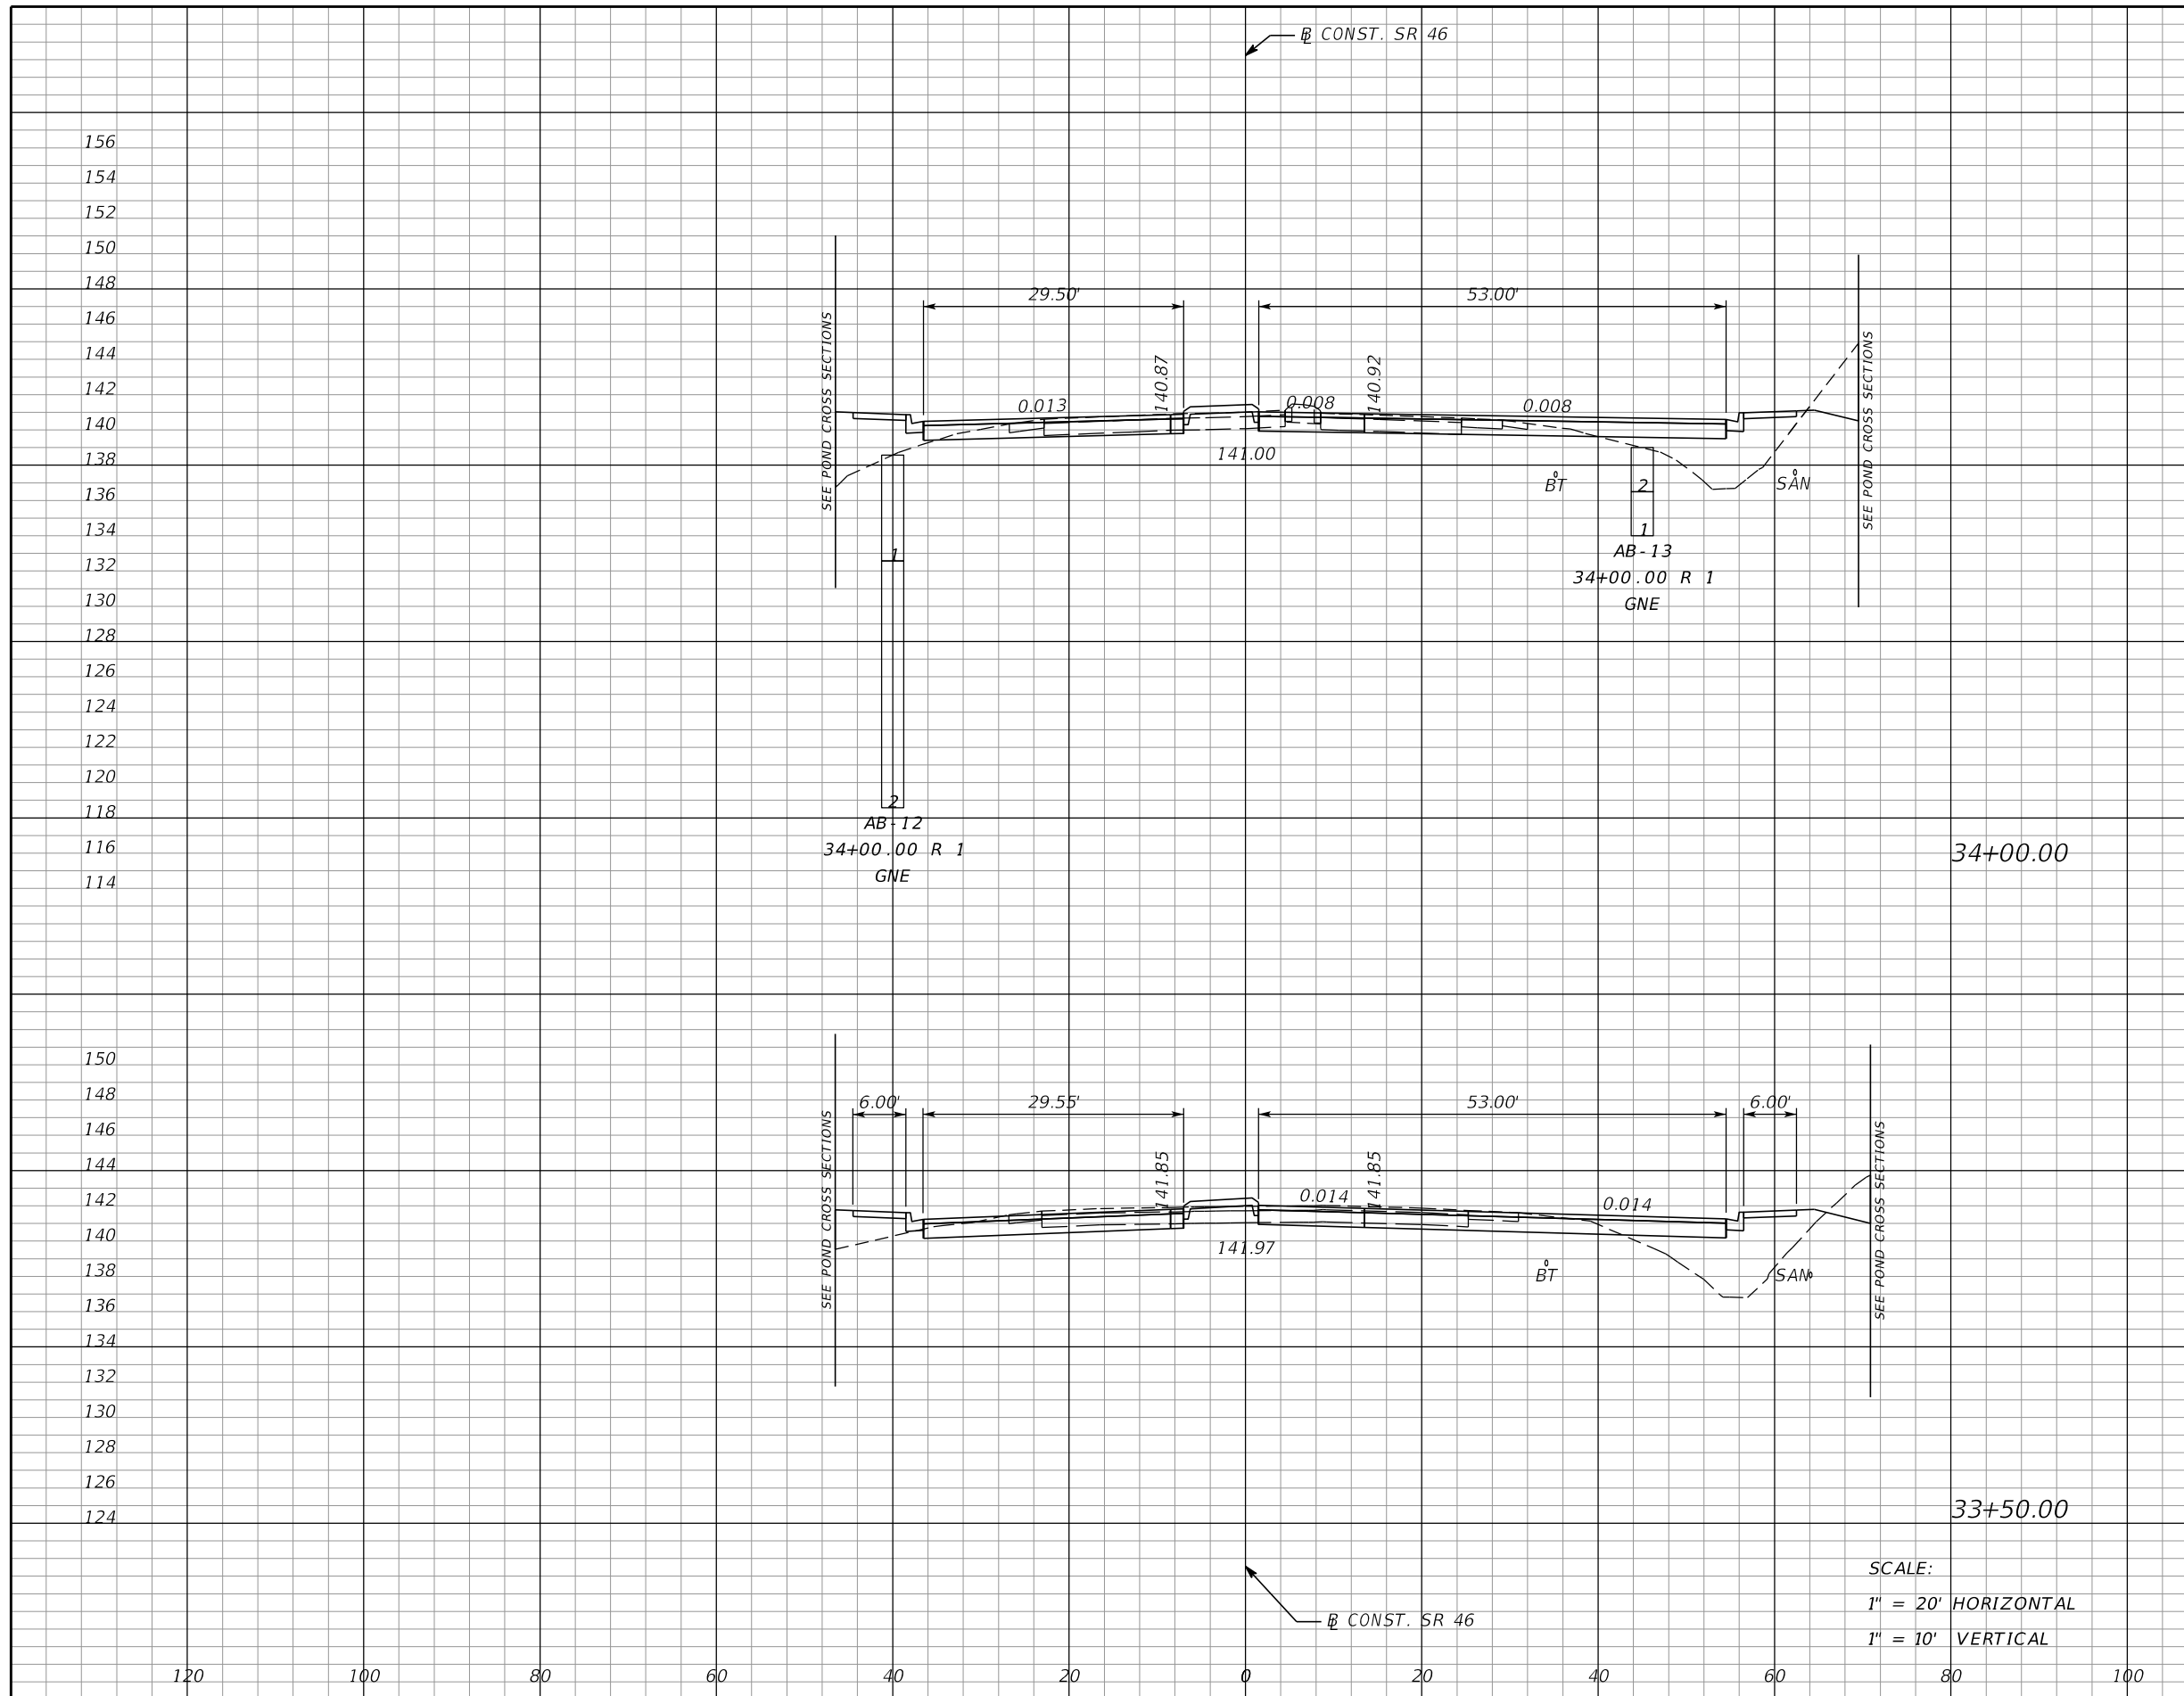 B/L CONST. SR 46
156
154
152
150
148
146
144
142
140
138
136
134
132
130
128
126
124
122
120
118
116
114
29.50'
53.00'
SEE POND CROSS SECTIONS
0.013
140.87
0.008
140.92
0.008
141.00
BT
SAN
SEE POND CROSS SECTIONS
1
2
AB-12
34+00.00 R 1
GNE
2
1
AB-13
34+00.00 R 1
GNE
34+00.00
150
148
146
144
142
140
138
136
134
132
130
128
126
124
6.00'
29.55'
53.00'
6.00'
SEE POND CROSS SECTIONS
141.85
0.014
141.85
0.014
141.97
BT
SAN
SEE POND CROSS SECTIONS
33+50.00
SCALE:
1" = 20' HORIZONTAL
1" = 10' VERTICAL
B/L CONST. SR 46
120 100 80 60 40 20 0 20 40 60 80 100